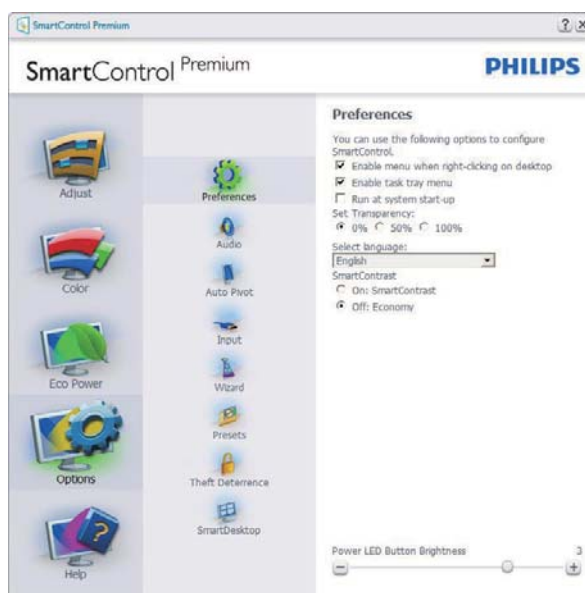 SmartControl Premium
? x
SmartControl Premium
PHILIPS
Adjust
Color
Eco Power
Options
Help
Preferences
Audio
Auto Pivot
Input
Wizard
Presets
Theft Deterrence
SmartDesktop
Preferences
You can use the following options to configure
SmartControl.
Enable menu when right-clicking on desktop
Enable task tray menu
Run at system start-up
Set Transparency:
0% 50% 100%
Select language:
English
SmartContrast
On: SmartContrast
Off: Economy
Power LED Button Brightness 3